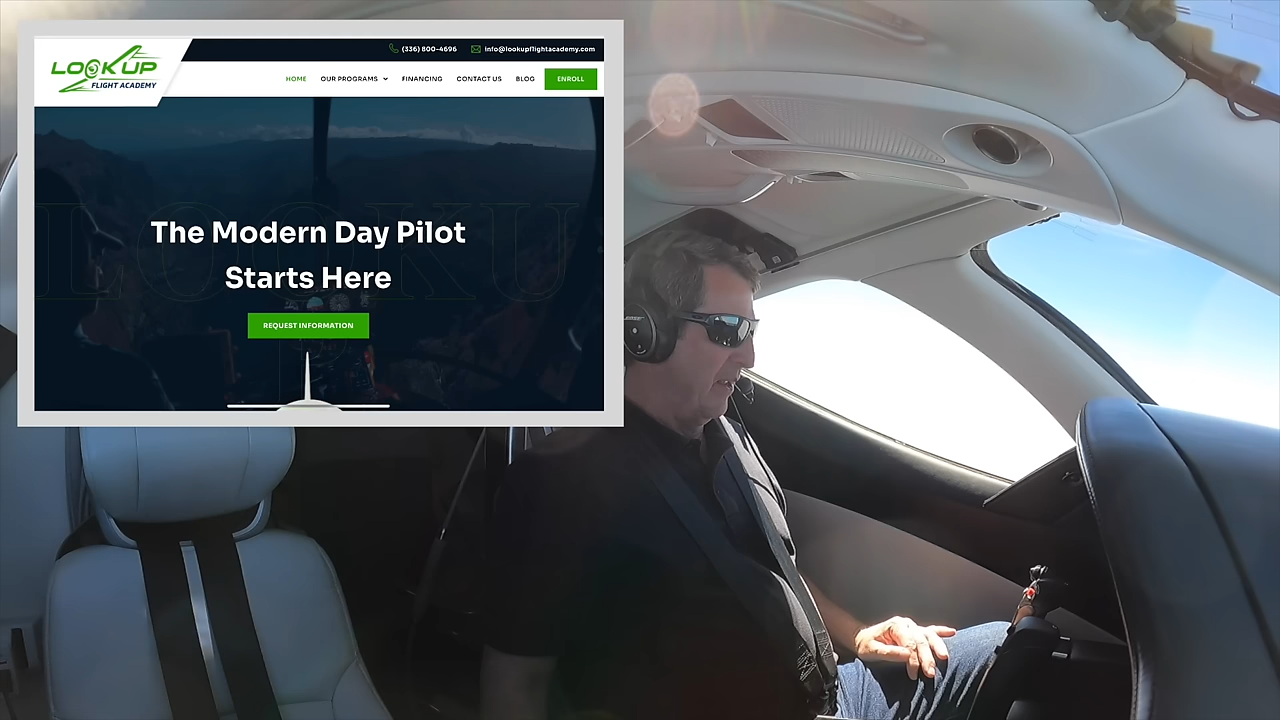 (336) 800-4696
info@lookupflightacademy.com
LOOKUP
FLIGHT ACADEMY
HOME
OUR PROGRAMS
FINANCING
CONTACT US
BLOG
ENROLL
LOOKU
The Modern Day Pilot
Starts Here
REQUEST INFORMATION